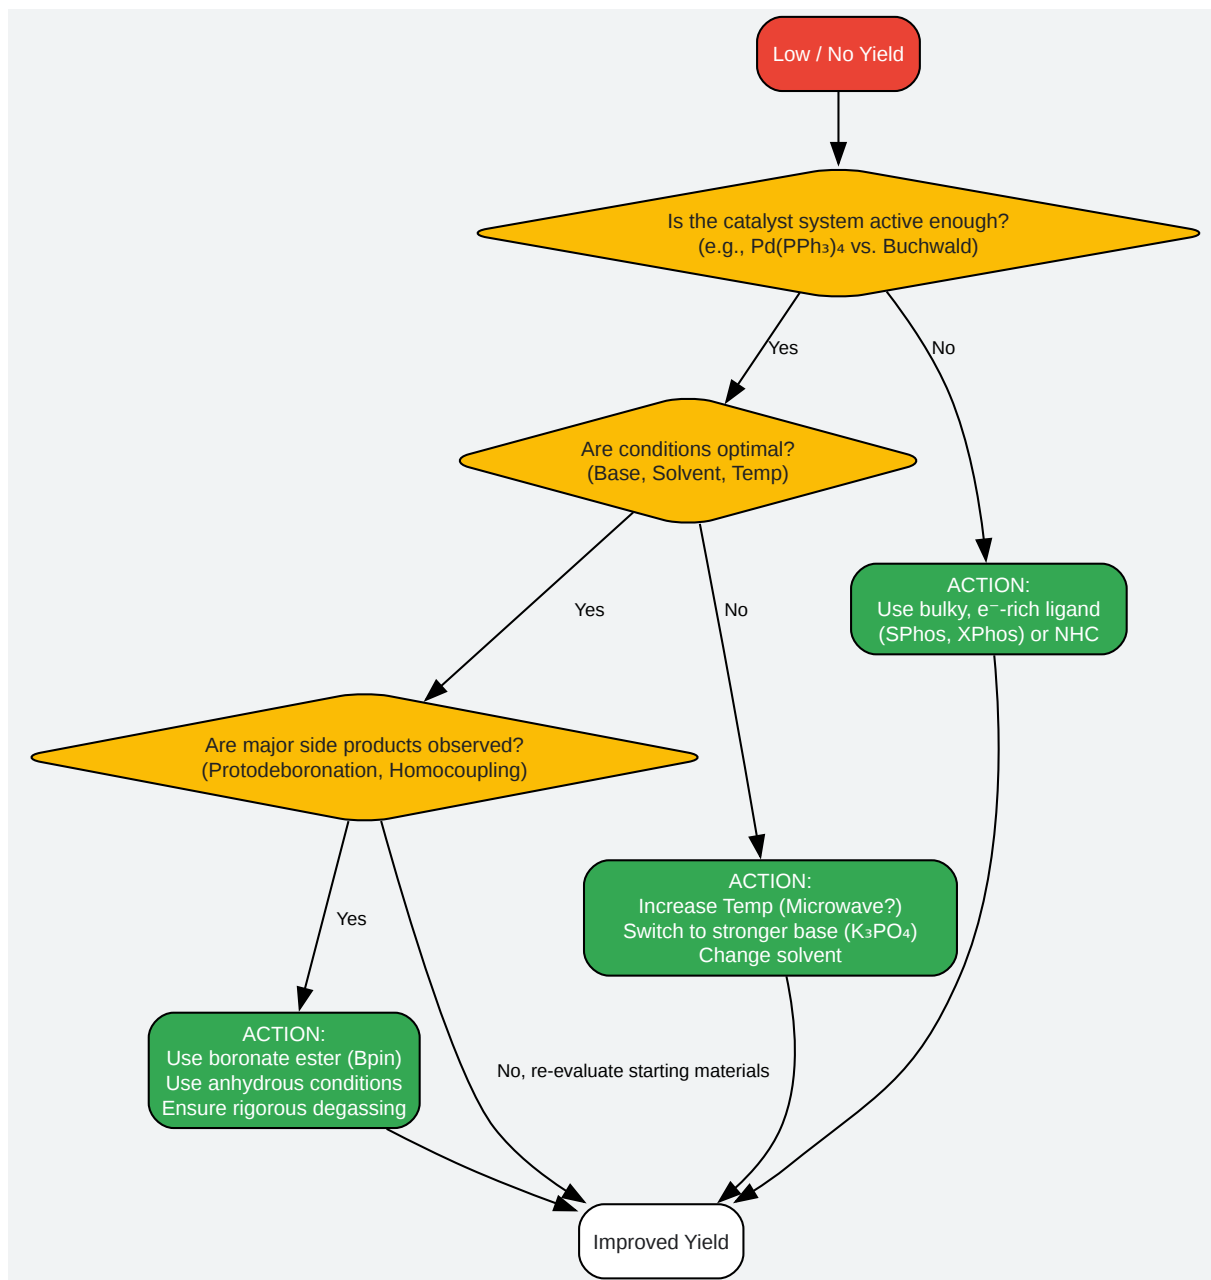 Low / No Yield
Is the catalyst system active enough?
(e.g., Pd(PPh₃)₄ vs. Buchwald)
Yes
No
Are conditions optimal?
(Base, Solvent, Temp)
ACTION:
Use bulky, e⁻-rich ligand
(SPhos, XPhos) or NHC
Yes
No
Are major side products observed?
(Protodeboronation, Homocoupling)
ACTION:
Increase Temp (Microwave?)
Switch to stronger base (K₃PO₄)
Change solvent
Yes
ACTION:
Use boronate ester (Bpin)
Use anhydrous conditions
Ensure rigorous degassing
No, re-evaluate starting materials
Improved Yield